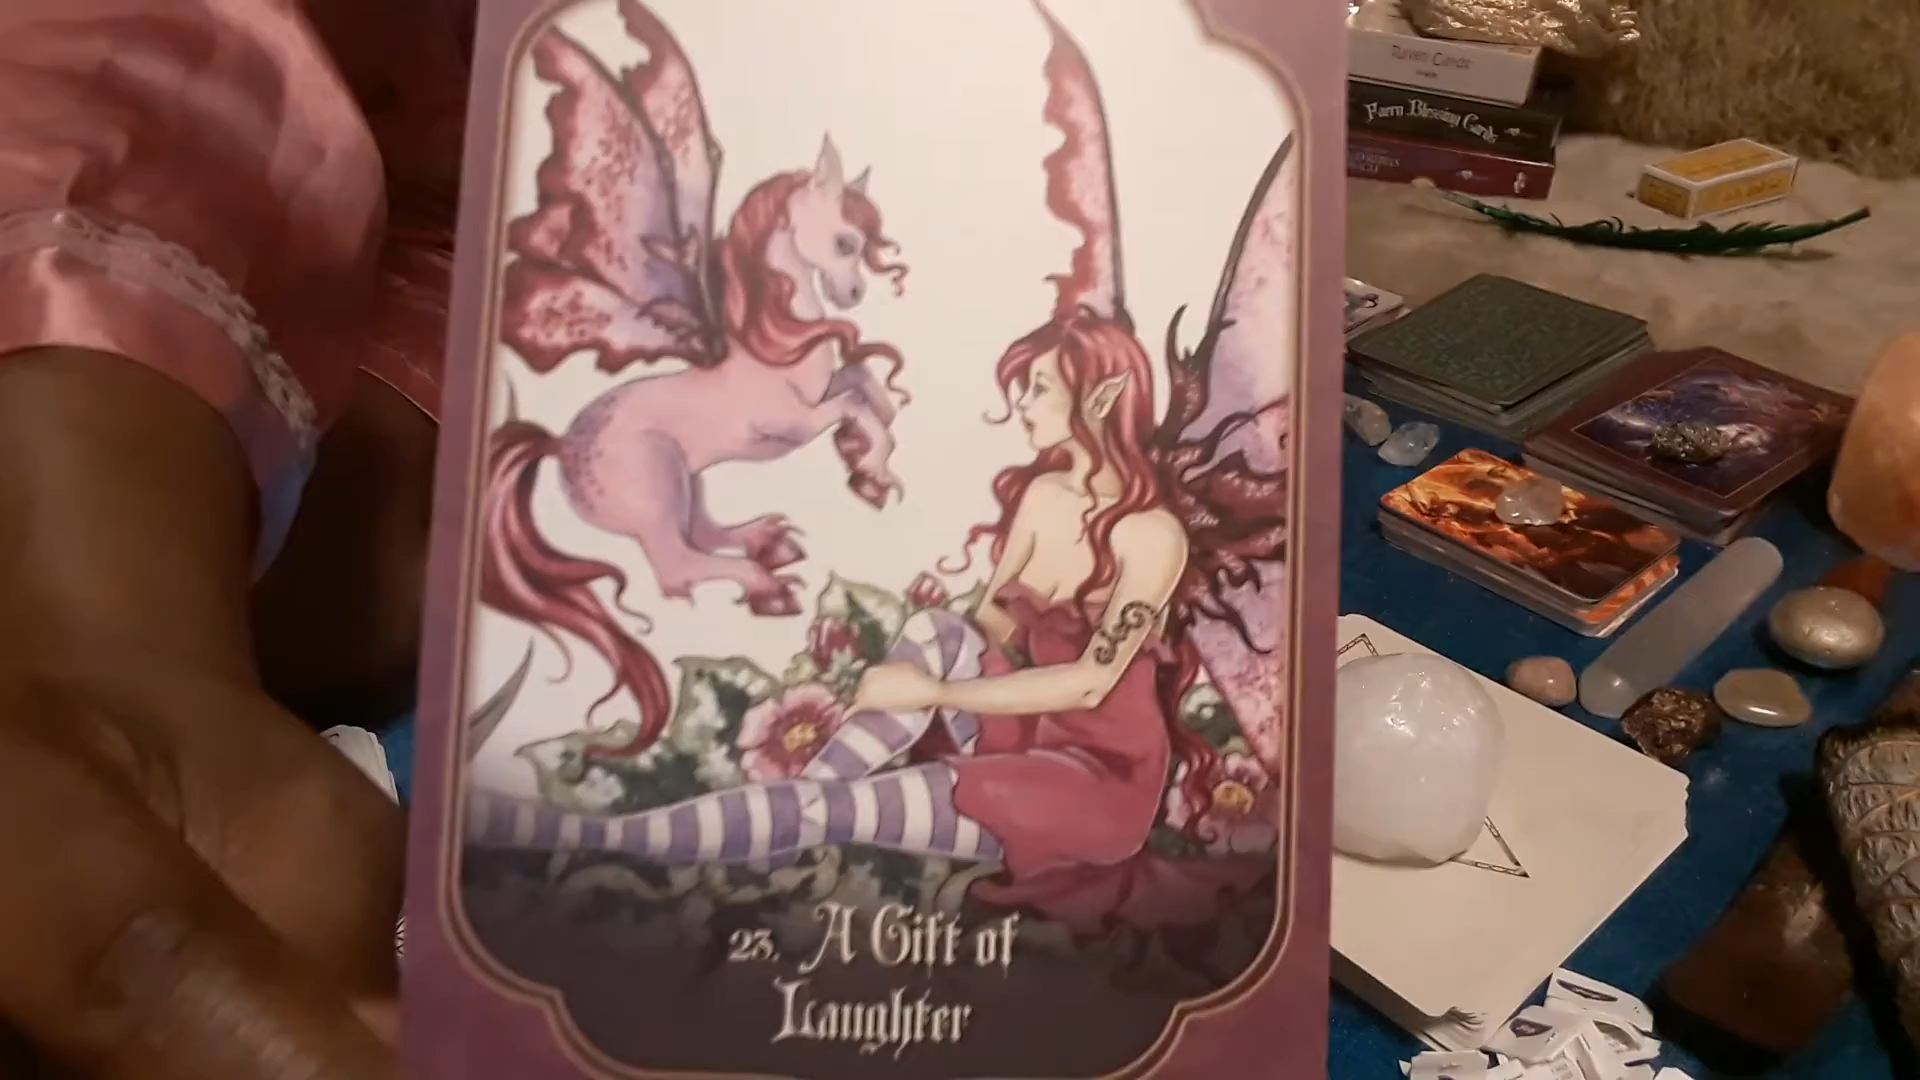 Raven Cards
Faery Blessing Cards
23. A Gift of
Laughter